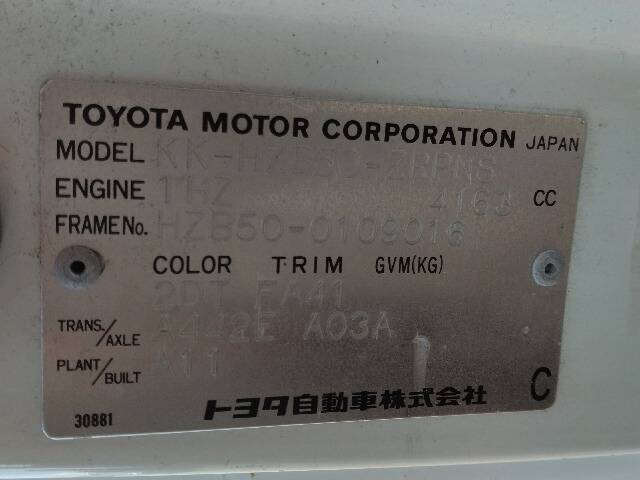 TOYOTA MOTOR CORPORATION JAPAN
MODEL KK-HZB50-ZRPNS
ENGINE 1HZ 4163 CC
FRAME No. HZB50-0109016
COLOR TRIM GVM(KG)
2DT FA41
TRANS./AXLE A442E A03A
PLANT/BUILT A11
トヨタ自動車株式会社
C
30881